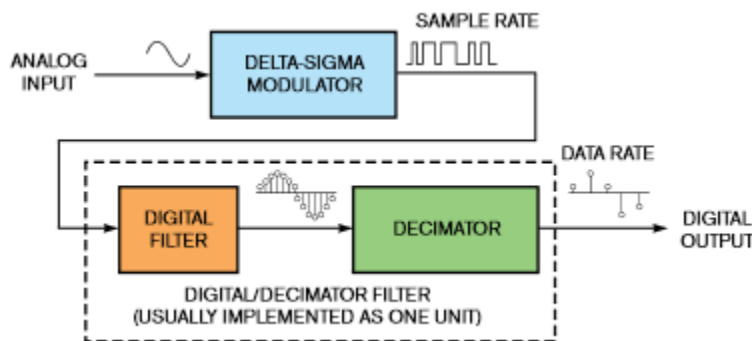 SAMPLE RATE
ANALOG
INPUT
DELTA-SIGMA
MODULATOR
DATA RATE
DIGITAL
FILTER
DECIMATOR
DIGITAL
OUTPUT
DIGITAL/DECIMATOR FILTER
(USUALLY IMPLEMENTED AS ONE UNIT)